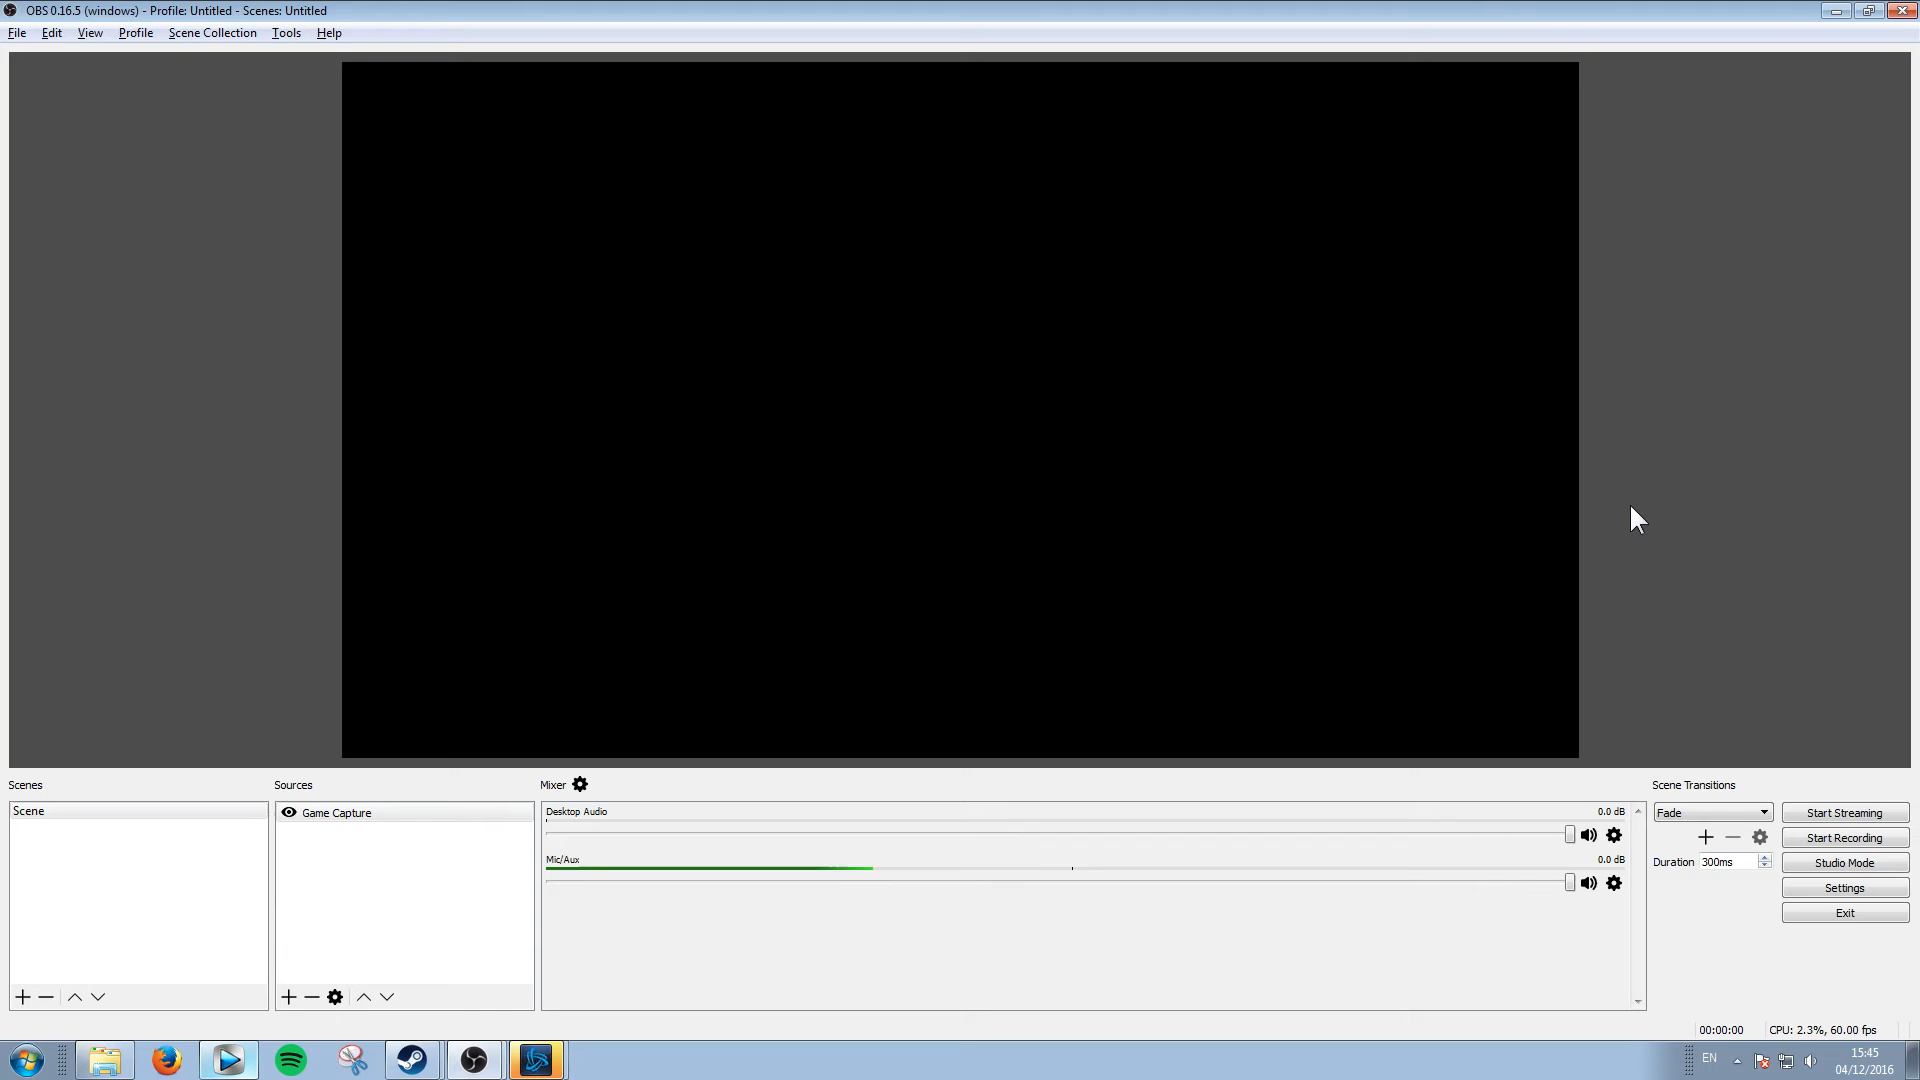 OBS 0.16.5 (windows) - Profile: Untitled - Scenes: Untitled
File Edit View Profile Scene Collection Tools Help
Scenes
Scene
Sources
Game Capture
Mixer
Desktop Audio 0.0 dB
Mic/Aux 0.0 dB
Scene Transitions
Fade
Duration 300ms
Start Streaming
Start Recording
Studio Mode
Settings
Exit
00:00:00 CPU: 2.3%, 60.00 fps
EN
15:45
04/12/2016